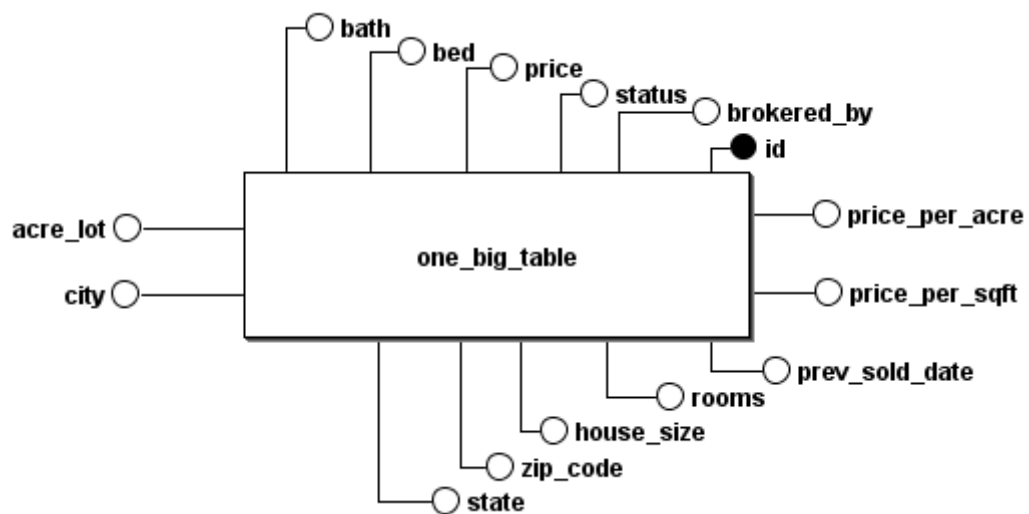 bath
bed
price
status
brokered_by
id
acre_lot
price_per_acre
one_big_table
city
price_per_sqft
prev_sold_date
rooms
house_size
zip_code
state